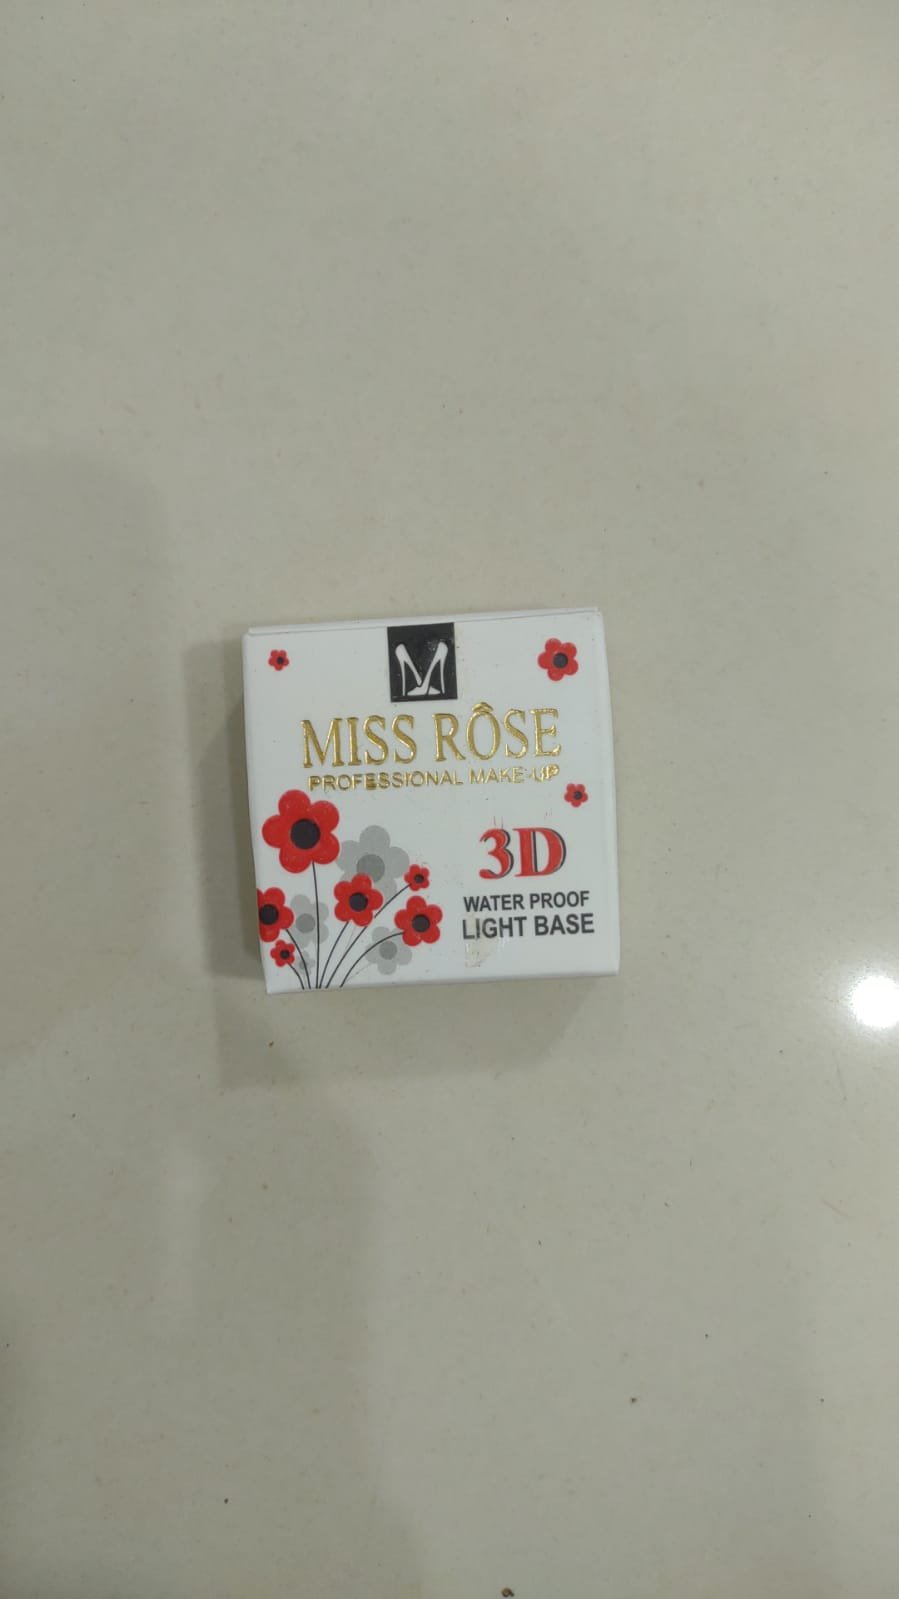 MISS RÔSE
PROFESSIONAL MAKE-UP
3D
WATER PROOF
LIGHT BASE